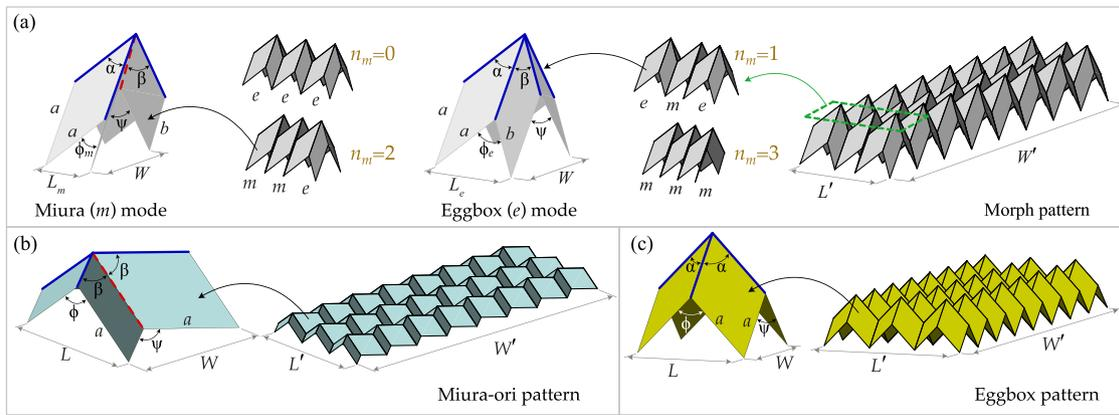 (a)
α
β
a
a
ψ
b
ϕm
Lm
W
Miura (m) mode
nm=0
e e e
nm=2
m m e
α
β
a
b
ψ
ϕe
Le
W
Eggbox (e) mode
nm=1
e m e
nm=3
m m m
L′
W′
Morph pattern
(b)
β
β
ϕ
a
a
ψ
L
W
L′
W′
Miura-ori pattern
(c)
α
α
ϕ
a
a
ψ
L
W
L′
W′
Eggbox pattern